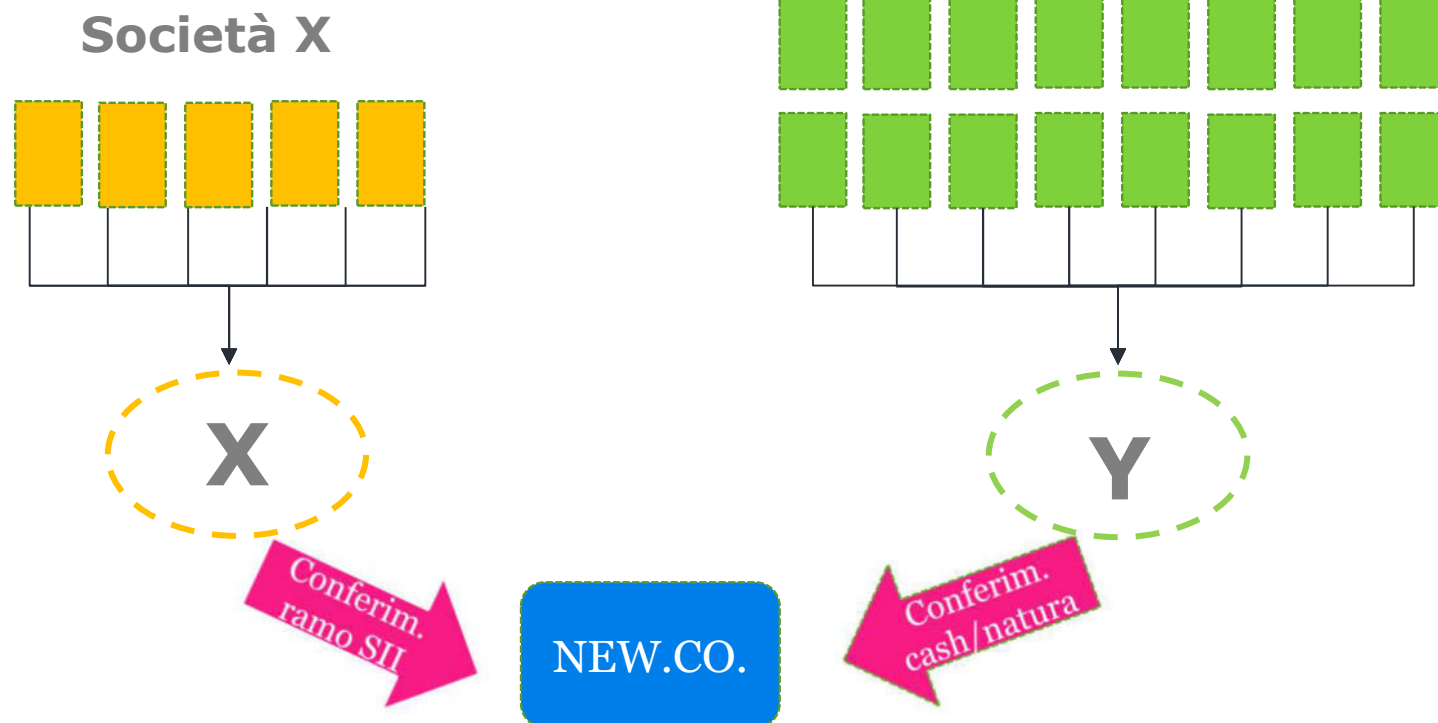 Società X
X
Y
Conferim.
ramo SII
Conferim.
cash/natura
NEW.CO.